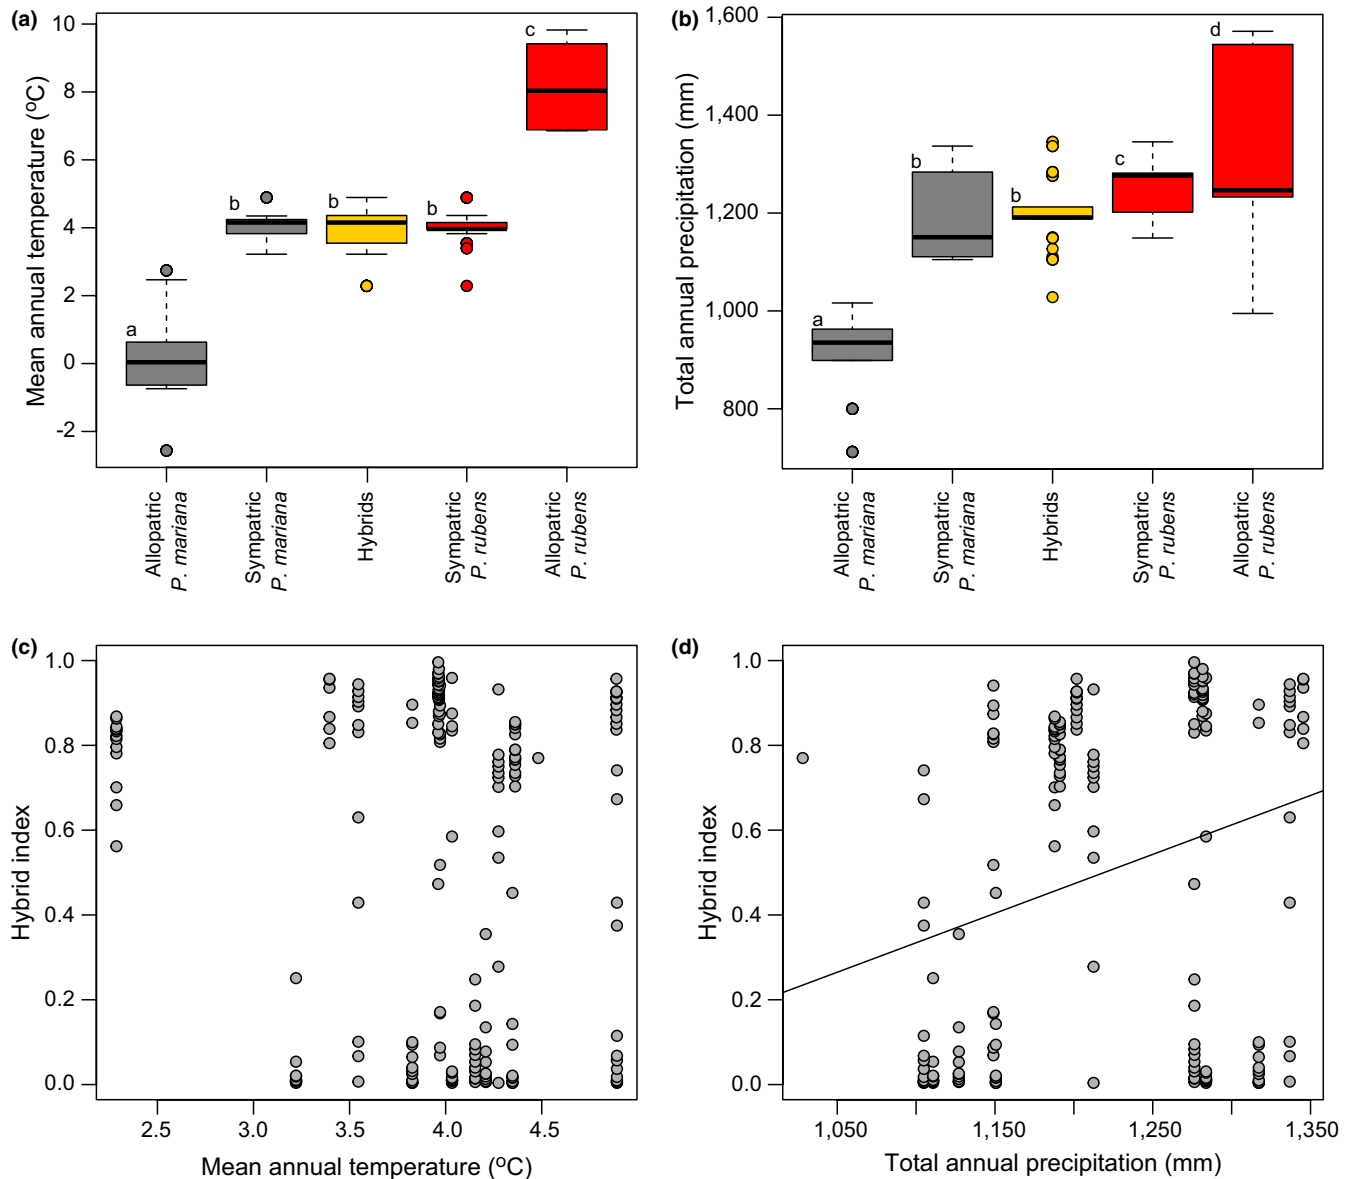 (a)
Mean annual temperature (ºC)
10
8
6
4
2
0
-2
a
b
b
b
c
Allopatric
P. mariana
Sympatric
P. mariana
Hybrids
Sympatric
P. rubens
Allopatric
P. rubens
(b)
Total annual precipitation (mm)
1,600
1,400
1,200
1,000
800
a
b
b
c
d
Allopatric
P. mariana
Sympatric
P. mariana
Hybrids
Sympatric
P. rubens
Allopatric
P. rubens
(c)
Hybrid index
1.0
0.8
0.6
0.4
0.2
0.0
2.5
3.0
3.5
4.0
4.5
Mean annual temperature (ºC)
(d)
Hybrid index
1.0
0.8
0.6
0.4
0.2
0.0
1,050
1,150
1,250
1,350
Total annual precipitation (mm)